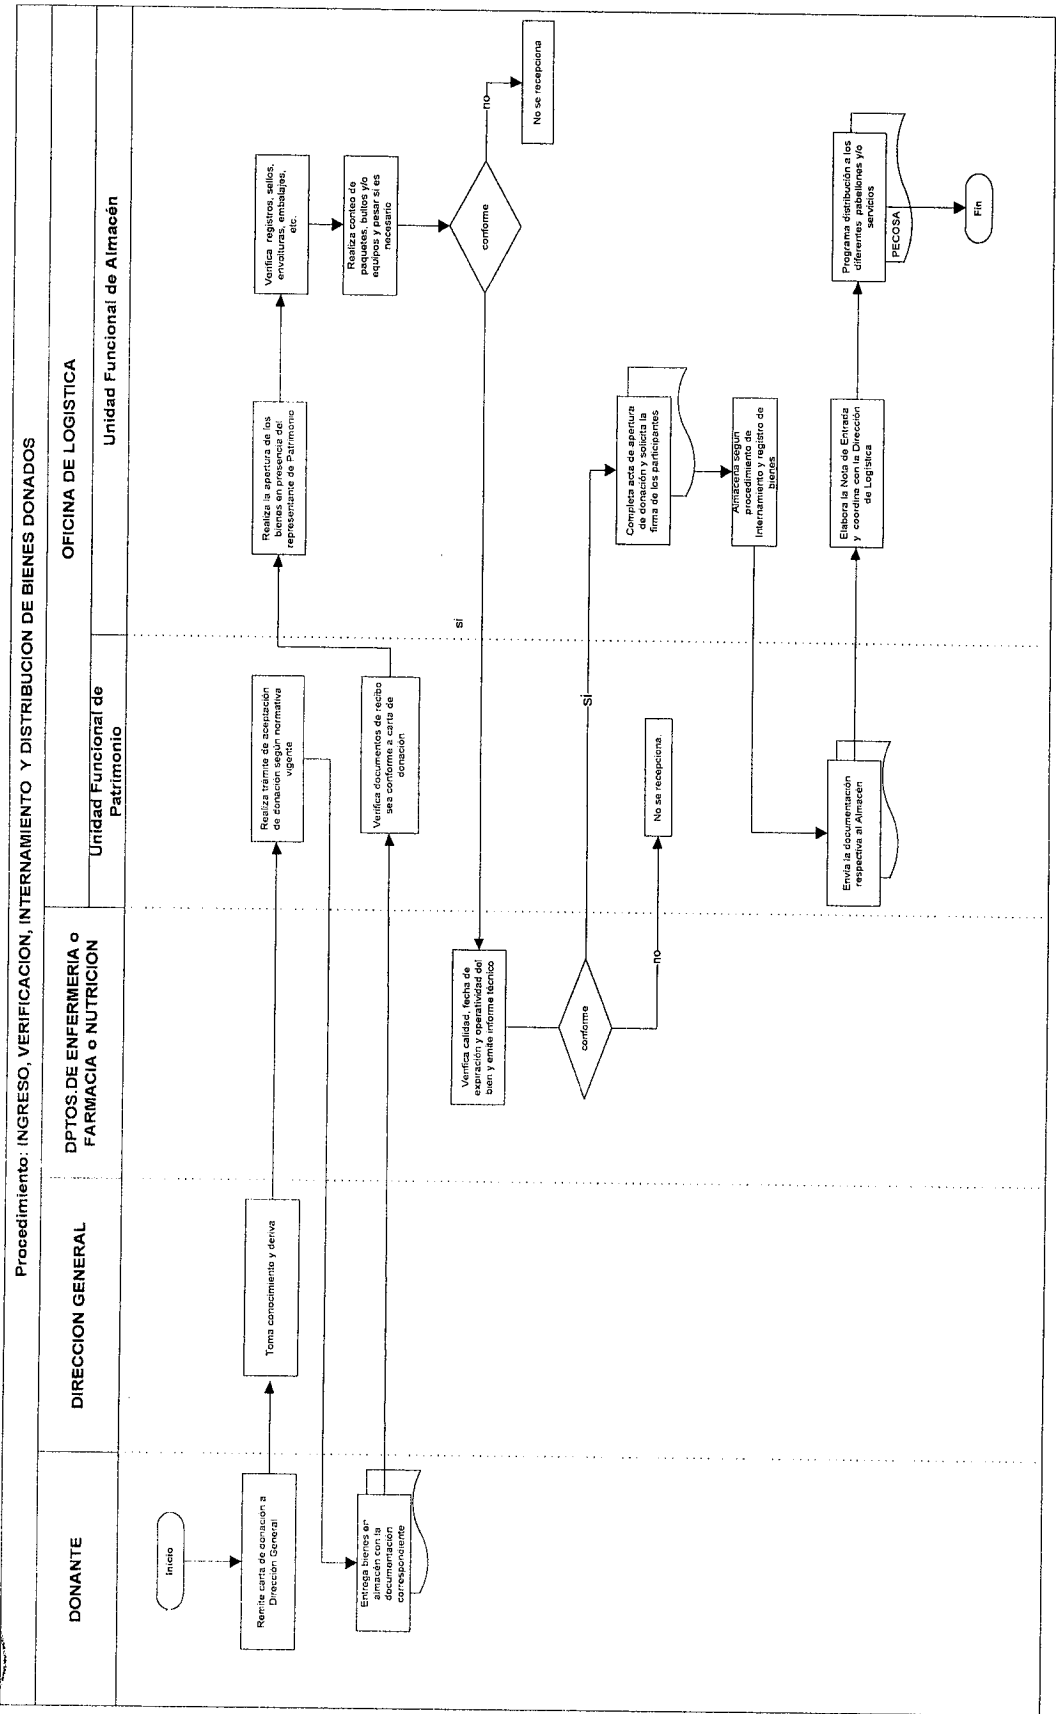 Procedimiento: INGRESO, VERIFICACION, INTERNAMIENTO Y DISTRIBUCION DE BIENES DONADOS
DONANTE
DIRECCION GENERAL
DPTOS.DE ENFERMERIA o
FARMACIA o NUTRICION
OFICINA DE LOGISTICA
Unidad Funcional de
Patrimonio
Unidad Funcional de Almacén
Inicio
Remite carta de donación a
Dirección General
Toma conocimiento y deriva
Realiza trámite de aceptación
de donación según normativa
vigente
Entrega bienes en
almacén con la
documentación
correspondiente
Verifica documentos de recibo
sea conforme a carta de
donación
Realiza la apertura de los
bienes en presencia del
representante de Patrimonio
Verifica registros, sellos,
envolturas, embalajes,
etc.
Realiza conteo de
paquetes, bultos y/o
equipos y pesar si es
necesario
conforme
no
No se recepciona
si
Verifica calidad, fecha de
expiración y operatividad del
bien y emite informe técnico
conforme
no
No se recepciona.
si
Completa acta de apertura
de donación y solicita la
firma de los participantes
Almacena según
procedimiento de
Internamiento y registro de
bienes
Envía la documentación
respectiva al Almacén
Elabora la Nota de Entrada
y coordina con la Dirección
de Logística
Programa distribución a los
diferentes pabellones y/o
servicios
PECOSA
Fin